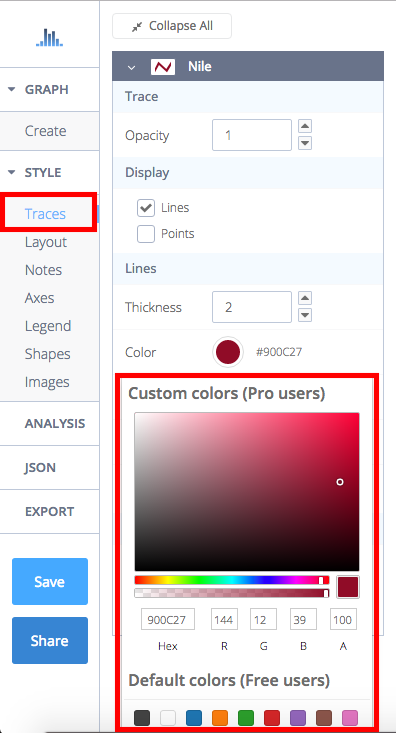 Collapse All
GRAPH
Create
STYLE
Traces
Layout
Notes
Axes
Legend
Shapes
Images
ANALYSIS
JSON
EXPORT
Save
Share
Nile
Trace
Opacity 1
Display
Lines
Points
Lines
Thickness 2
Color #900C27
Custom colors (Pro users)
900C27 144 12 39 100
Hex R G B A
Default colors (Free users)